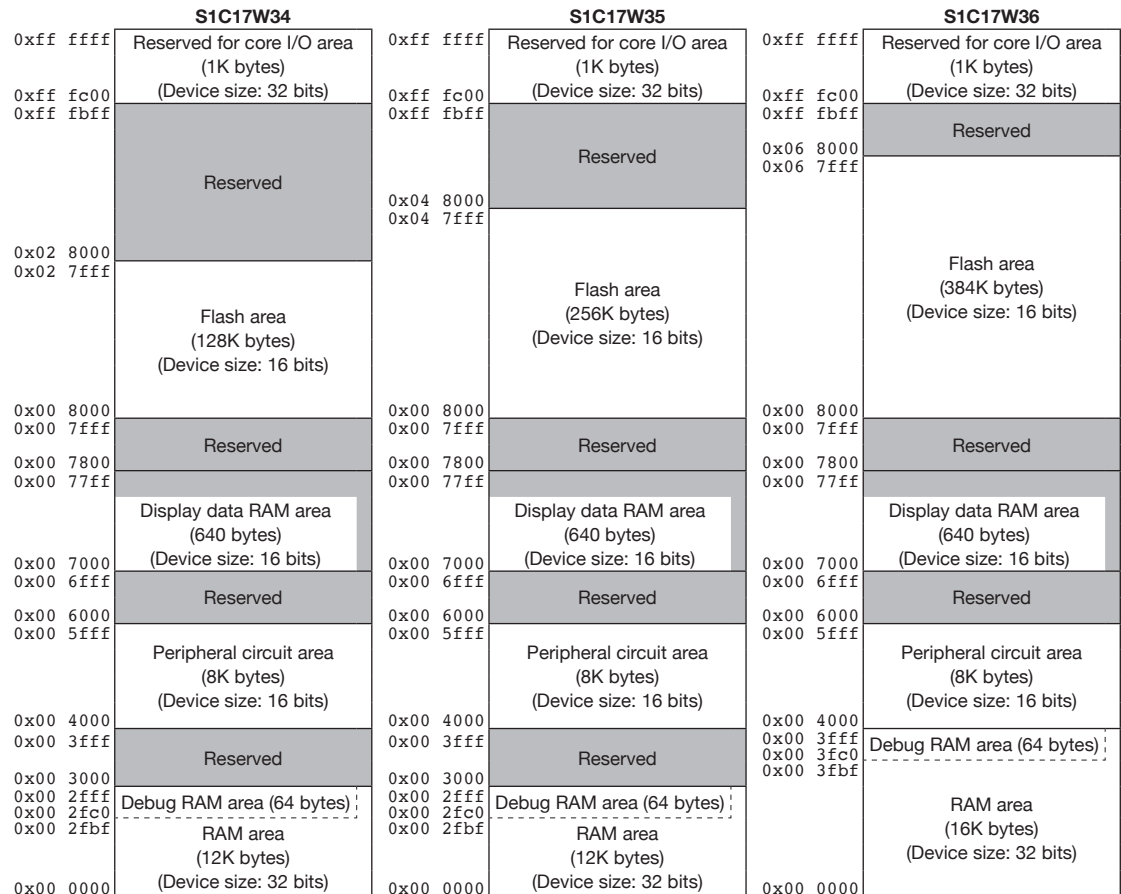 S1C17W34
0xff ffff
Reserved for core I/O area
(1K bytes)
(Device size: 32 bits)
0xff fc00
0xff fbff
Reserved
0x02 8000
0x02 7fff
Flash area
(128K bytes)
(Device size: 16 bits)
0x00 8000
0x00 7fff
Reserved
0x00 7800
0x00 77ff
Display data RAM area
(640 bytes)
(Device size: 16 bits)
0x00 7000
0x00 6fff
Reserved
0x00 6000
0x00 5fff
Peripheral circuit area
(8K bytes)
(Device size: 16 bits)
0x00 4000
0x00 3fff
Reserved
0x00 3000
0x00 2fff
Debug RAM area (64 bytes)
0x00 2fc0
0x00 2fbf
RAM area
(12K bytes)
(Device size: 32 bits)
0x00 0000
S1C17W35
0xff ffff
Reserved for core I/O area
(1K bytes)
(Device size: 32 bits)
0xff fc00
0xff fbff
Reserved
0x04 8000
0x04 7fff
Flash area
(256K bytes)
(Device size: 16 bits)
0x00 8000
0x00 7fff
Reserved
0x00 7800
0x00 77ff
Display data RAM area
(640 bytes)
(Device size: 16 bits)
0x00 7000
0x00 6fff
Reserved
0x00 6000
0x00 5fff
Peripheral circuit area
(8K bytes)
(Device size: 16 bits)
0x00 4000
0x00 3fff
Reserved
0x00 3000
0x00 2fff
Debug RAM area (64 bytes)
0x00 2fc0
0x00 2fbf
RAM area
(12K bytes)
(Device size: 32 bits)
0x00 0000
S1C17W36
0xff ffff
Reserved for core I/O area
(1K bytes)
(Device size: 32 bits)
0xff fc00
0xff fbff
Reserved
0x06 8000
0x06 7fff
Flash area
(384K bytes)
(Device size: 16 bits)
0x00 8000
0x00 7fff
Reserved
0x00 7800
0x00 77ff
Display data RAM area
(640 bytes)
(Device size: 16 bits)
0x00 7000
0x00 6fff
Reserved
0x00 6000
0x00 5fff
Peripheral circuit area
(8K bytes)
(Device size: 16 bits)
0x00 4000
0x00 3fff
Debug RAM area (64 bytes)
0x00 3fc0
0x00 3fbf
RAM area
(16K bytes)
(Device size: 32 bits)
0x00 0000